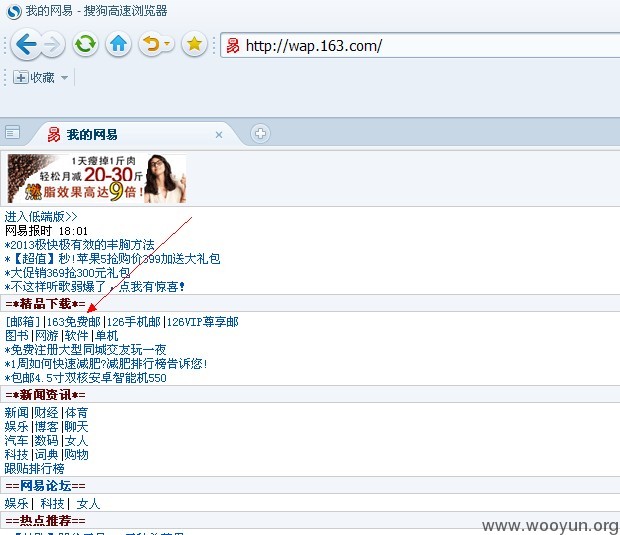 我的网易 - 搜狗高速浏览器
http://wap.163.com/
收藏
我的网易
1天瘦掉1斤肉
轻松月减20-30斤
燃脂效果高达9倍!
进入低端版>>
网易报时 18:01
*2013极快极有效的丰胸方法
*【超值】秒!苹果5抢购价399加送大礼包
*大促销369抢300元礼包
*不这样听歌弱爆了，点我有惊喜!
=*精品下载*=
[邮箱]|163免费邮|126手机邮|126VIP尊享邮
图书|网游|软件|单机
*免费注册大型同城交友玩一夜
*1周如何快速减肥?减肥排行榜告诉您!
*包邮4.5寸双核安卓智能机550
=*新闻资讯*=
新闻|财经|体育
娱乐|博客|聊天
汽车|数码|女人
科技|词典|购物
跟贴排行榜
==网易论坛==
娱乐| 科技| 女人
==热点推荐==
www.wooyun.org